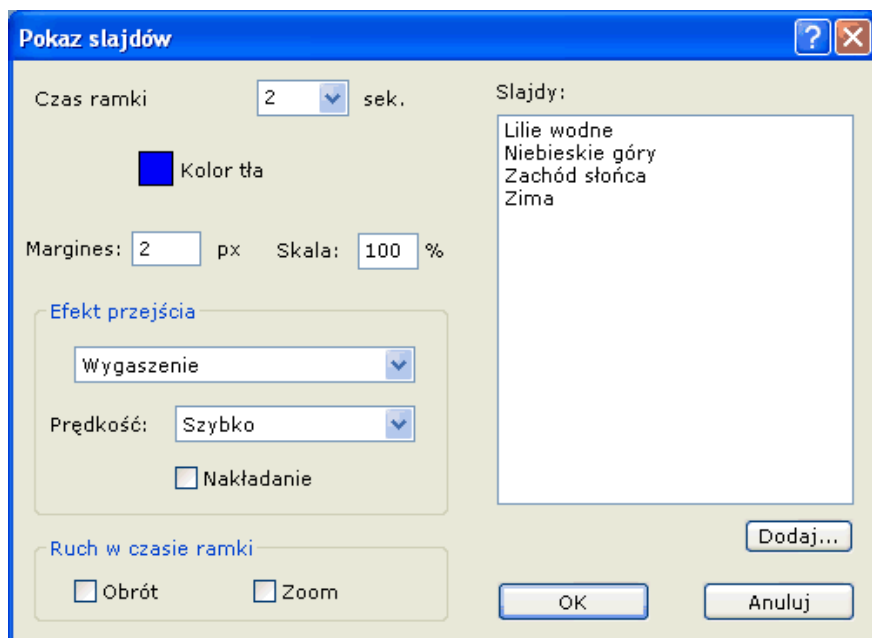 Pokaz slajdów
Czas ramki 2 sek.
Kolor tła
Margines: 2 px Skala: 100 %
Efekt przejścia
Wygaszenie
Prędkość: Szybko
Nakładanie
Ruch w czasie ramki
Obrót Zoom
Slajdy:
Lilie wodne
Niebieskie góry
Zachód słońca
Zima
Dodaj...
OK Anuluj